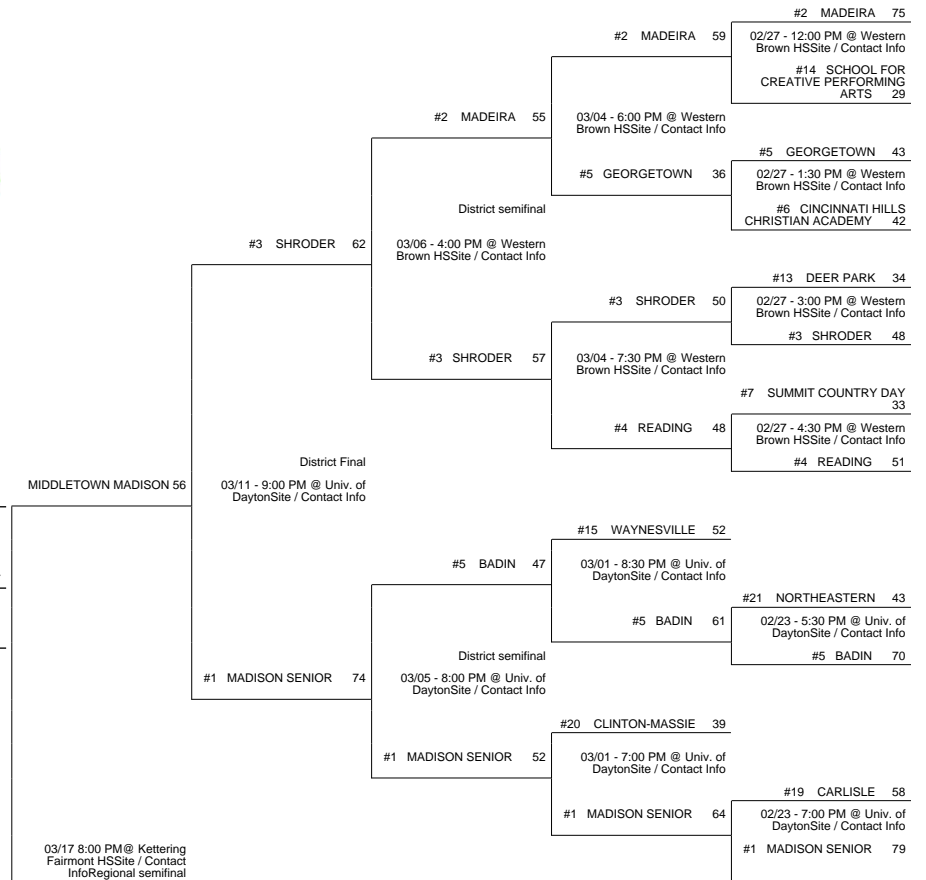 #2 MADEIRA 75
#2 MADEIRA 59
02/27 - 12:00 PM @ Western
Brown HSSite / Contact Info
#14 SCHOOL FOR
CREATIVE PERFORMING
ARTS 29
#2 MADEIRA 55
03/04 - 6:00 PM @ Western
Brown HSSite / Contact Info
#5 GEORGETOWN 43
#5 GEORGETOWN 36
02/27 - 1:30 PM @ Western
Brown HSSite / Contact Info
#6 CINCINNATI HILLS
CHRISTIAN ACADEMY 42
District semifinal
#3 SHRODER 62
03/06 - 4:00 PM @ Western
Brown HSSite / Contact Info
#13 DEER PARK 34
#3 SHRODER 50
02/27 - 3:00 PM @ Western
Brown HSSite / Contact Info
#3 SHRODER 48
#3 SHRODER 57
03/04 - 7:30 PM @ Western
Brown HSSite / Contact Info
#7 SUMMIT COUNTRY DAY
33
#4 READING 48
02/27 - 4:30 PM @ Western
Brown HSSite / Contact Info
#4 READING 51
District Final
MIDDLETOWN MADISON 56
03/11 - 9:00 PM @ Univ. of
DaytonSite / Contact Info
#15 WAYNESVILLE 52
#5 BADIN 47
03/01 - 8:30 PM @ Univ. of
DaytonSite / Contact Info
#21 NORTHEASTERN 43
#5 BADIN 61
02/23 - 5:30 PM @ Univ. of
DaytonSite / Contact Info
#5 BADIN 70
District semifinal
#1 MADISON SENIOR 74
03/05 - 8:00 PM @ Univ. of
DaytonSite / Contact Info
#20 CLINTON-MASSIE 39
#1 MADISON SENIOR 52
03/01 - 7:00 PM @ Univ. of
DaytonSite / Contact Info
#19 CARLISLE 58
#1 MADISON SENIOR 64
02/23 - 7:00 PM @ Univ. of
DaytonSite / Contact Info
#1 MADISON SENIOR 79
03/17 8:00 PM@ Kettering
Fairmont HSSite / Contact
InfoRegional semifinal